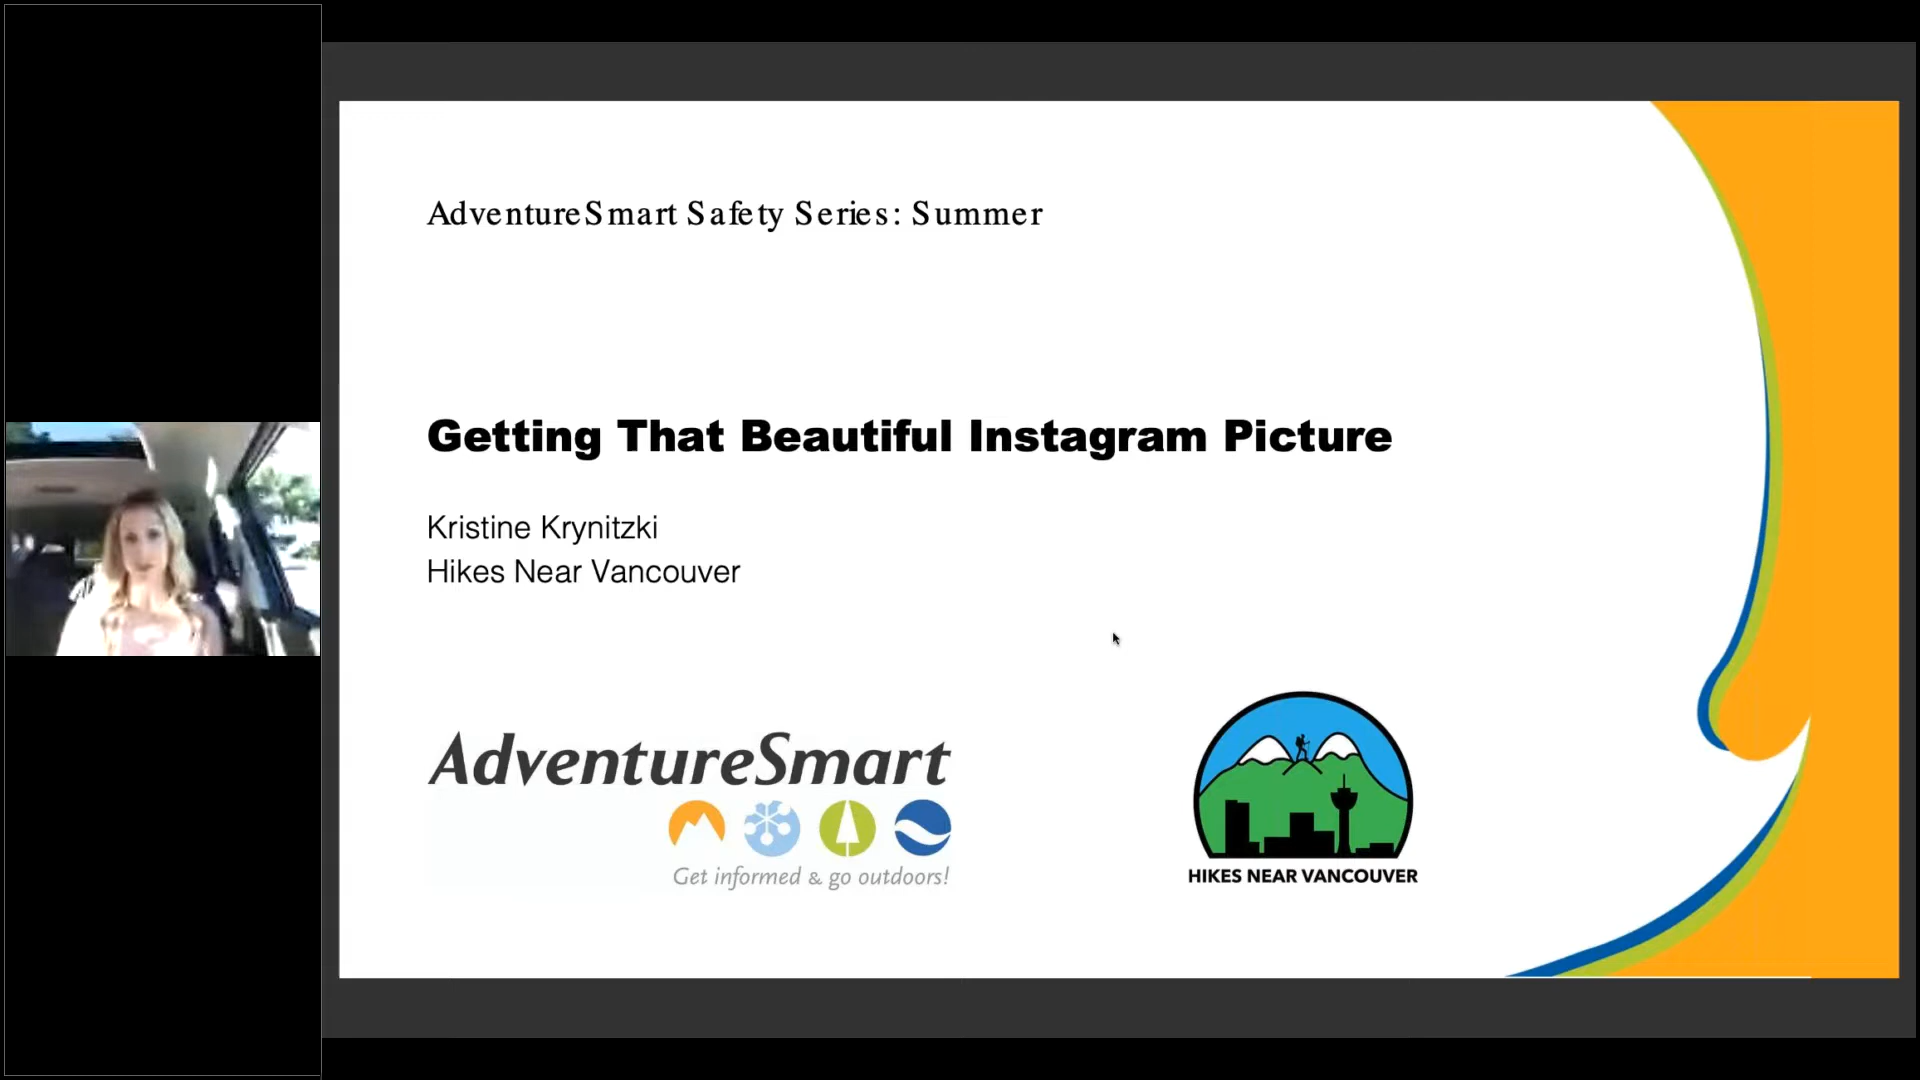 AdventureSmart Safety Series: Summer
Getting That Beautiful Instagram Picture
Kristine Krynitzki
Hikes Near Vancouver
AdventureSmart
Get informed & go outdoors!
HIKES NEAR VANCOUVER